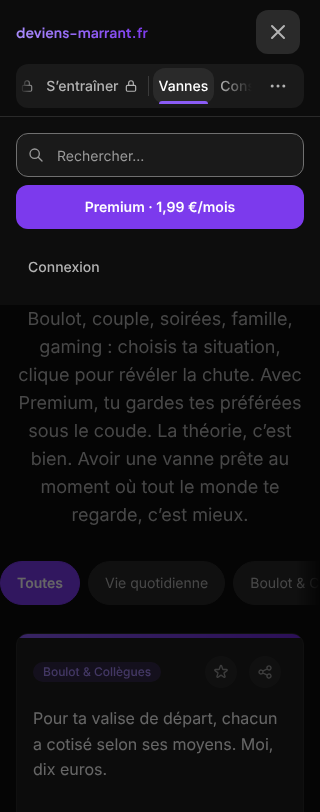 deviens-marrant.fr
S'entraîner
Vannes
Rechercher...
Premium · 1,99 €/mois
Connexion
Boulot, couple, soirées, famille,
gaming : choisis ta situation,
clique pour révéler la chute. Avec
Premium, tu gardes tes préférées
sous le coude. La théorie, c'est
bien. Avoir une vanne prête au
moment où tout le monde te
regarde, c'est mieux.
Toutes
Vie quotidienne
Boulot &
Boulot & Collègues
Pour ta valise de départ, chacun
a cotisé selon ses moyens. Moi,
dix euros.